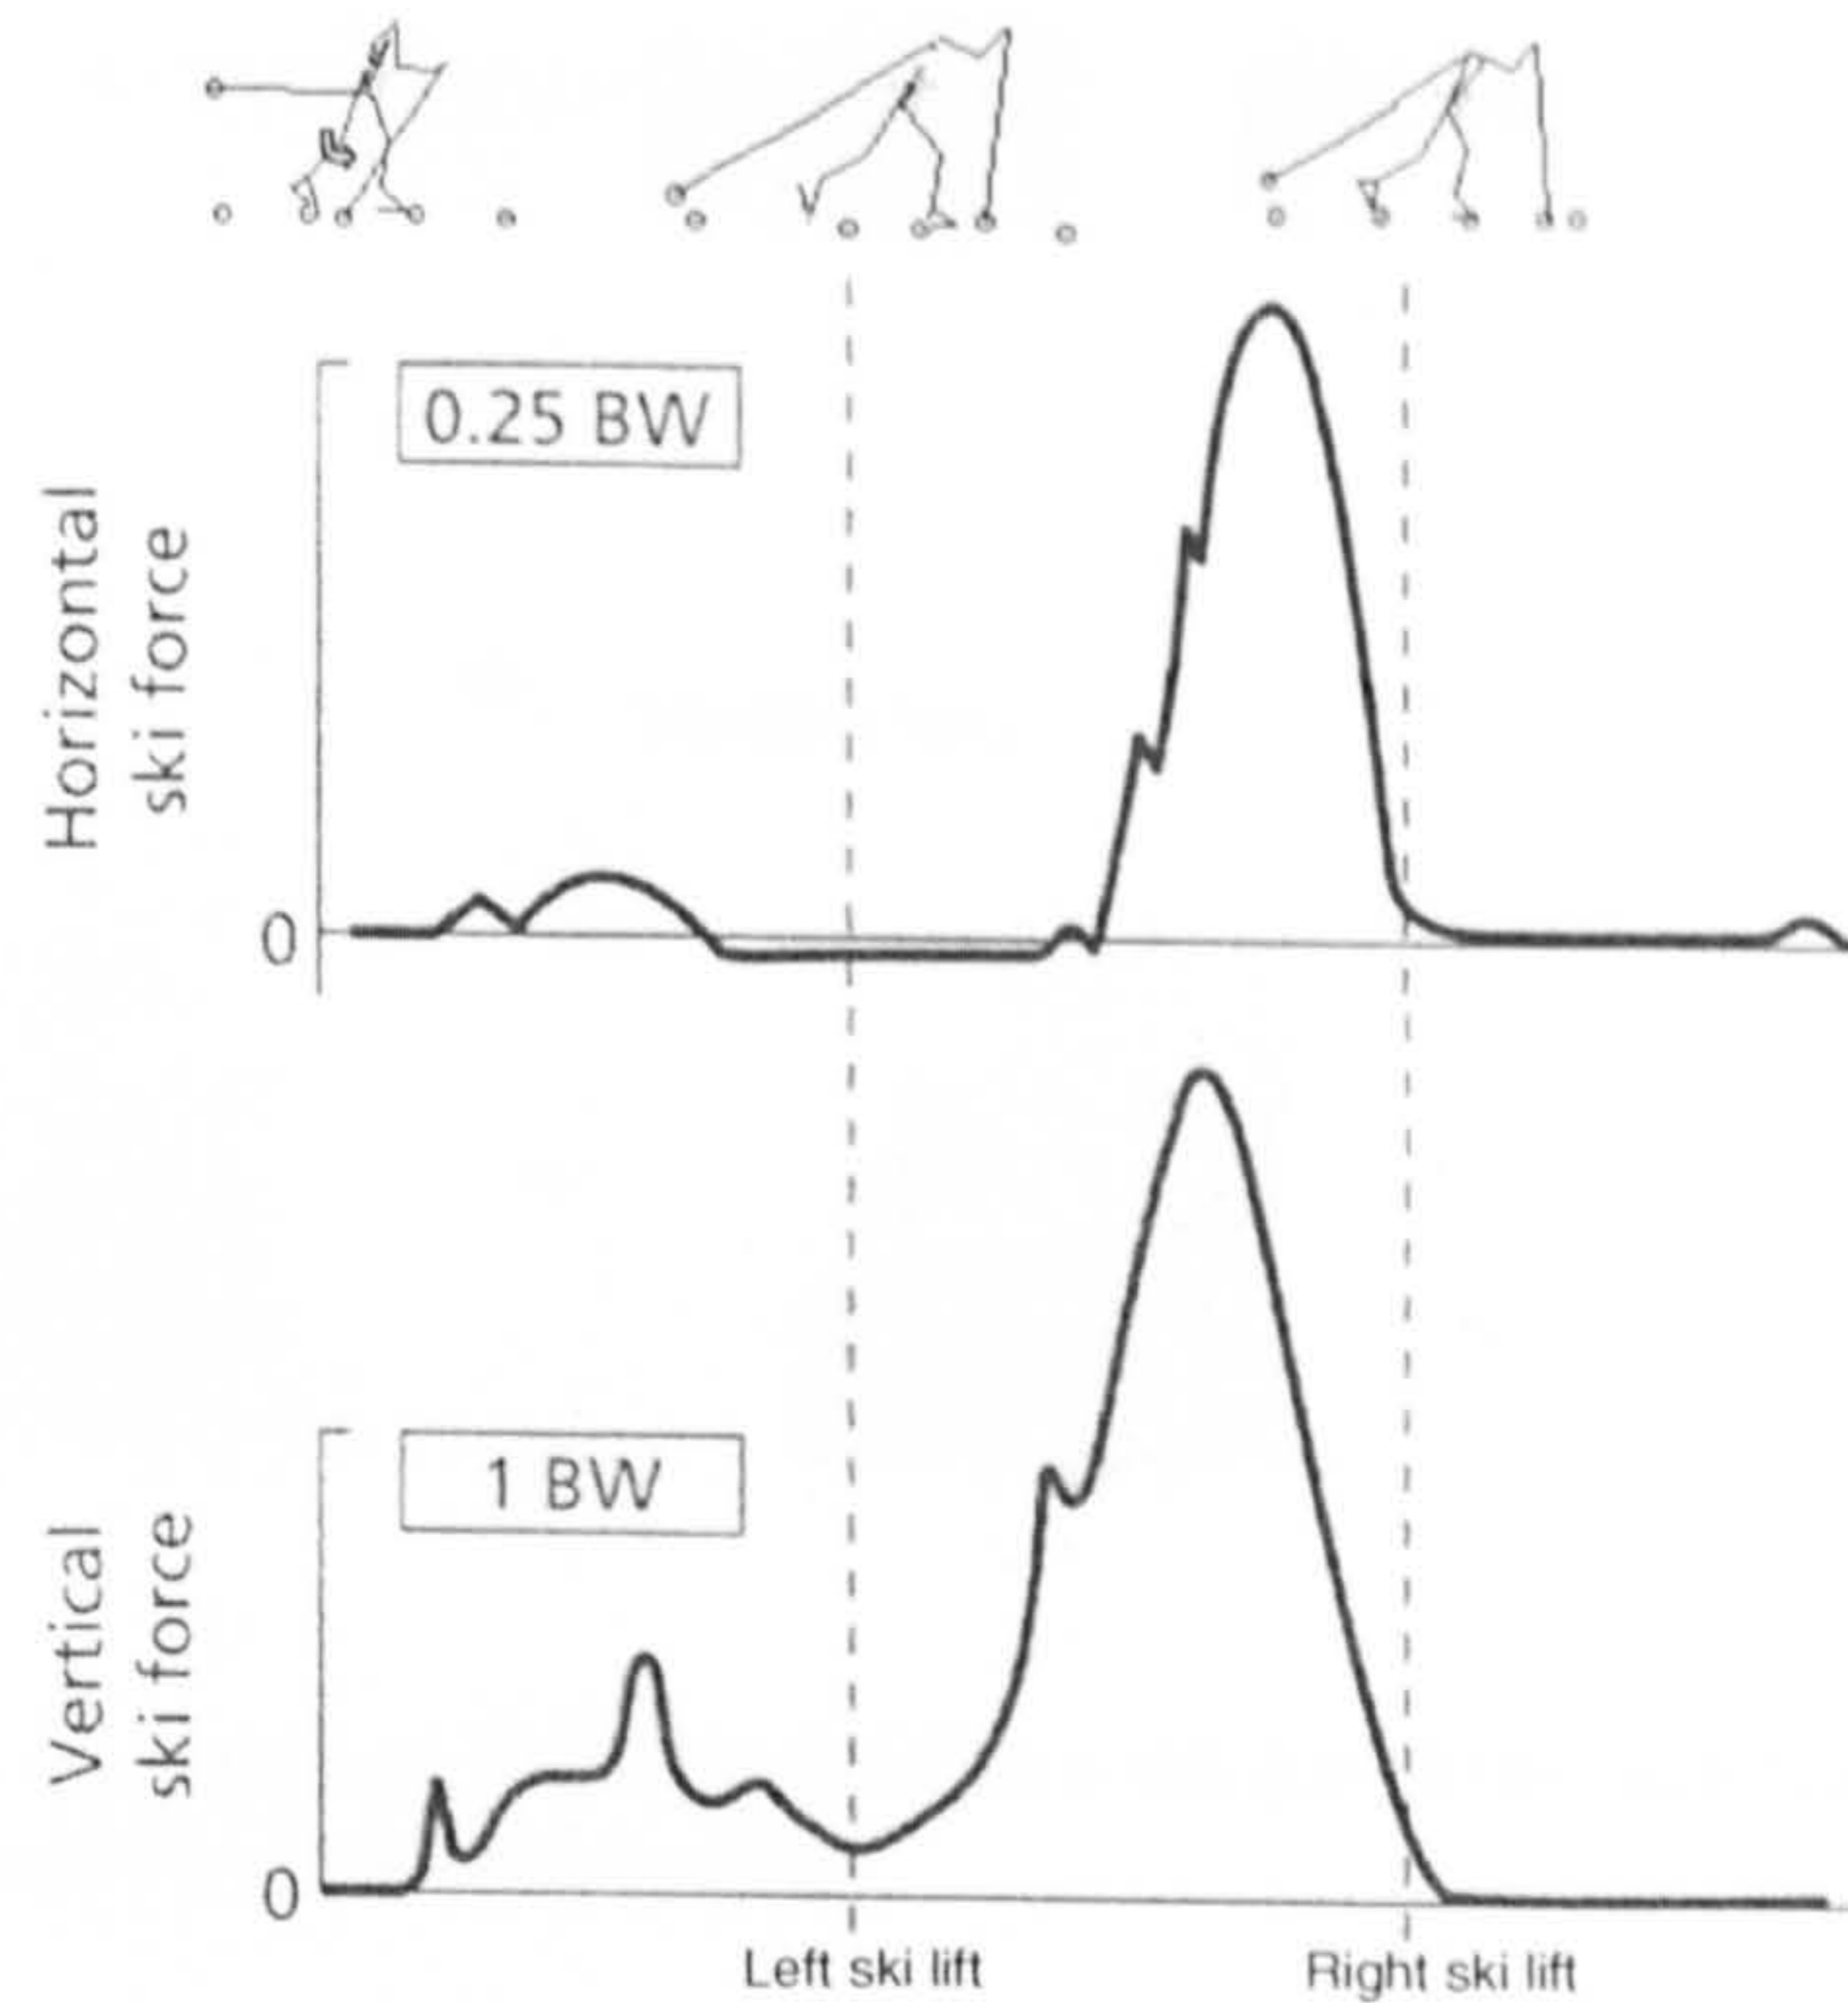 0.25 BW
Horizontal
ski force
0
1 BW
Vertical
ski force
0
Left ski lift
Right ski lift